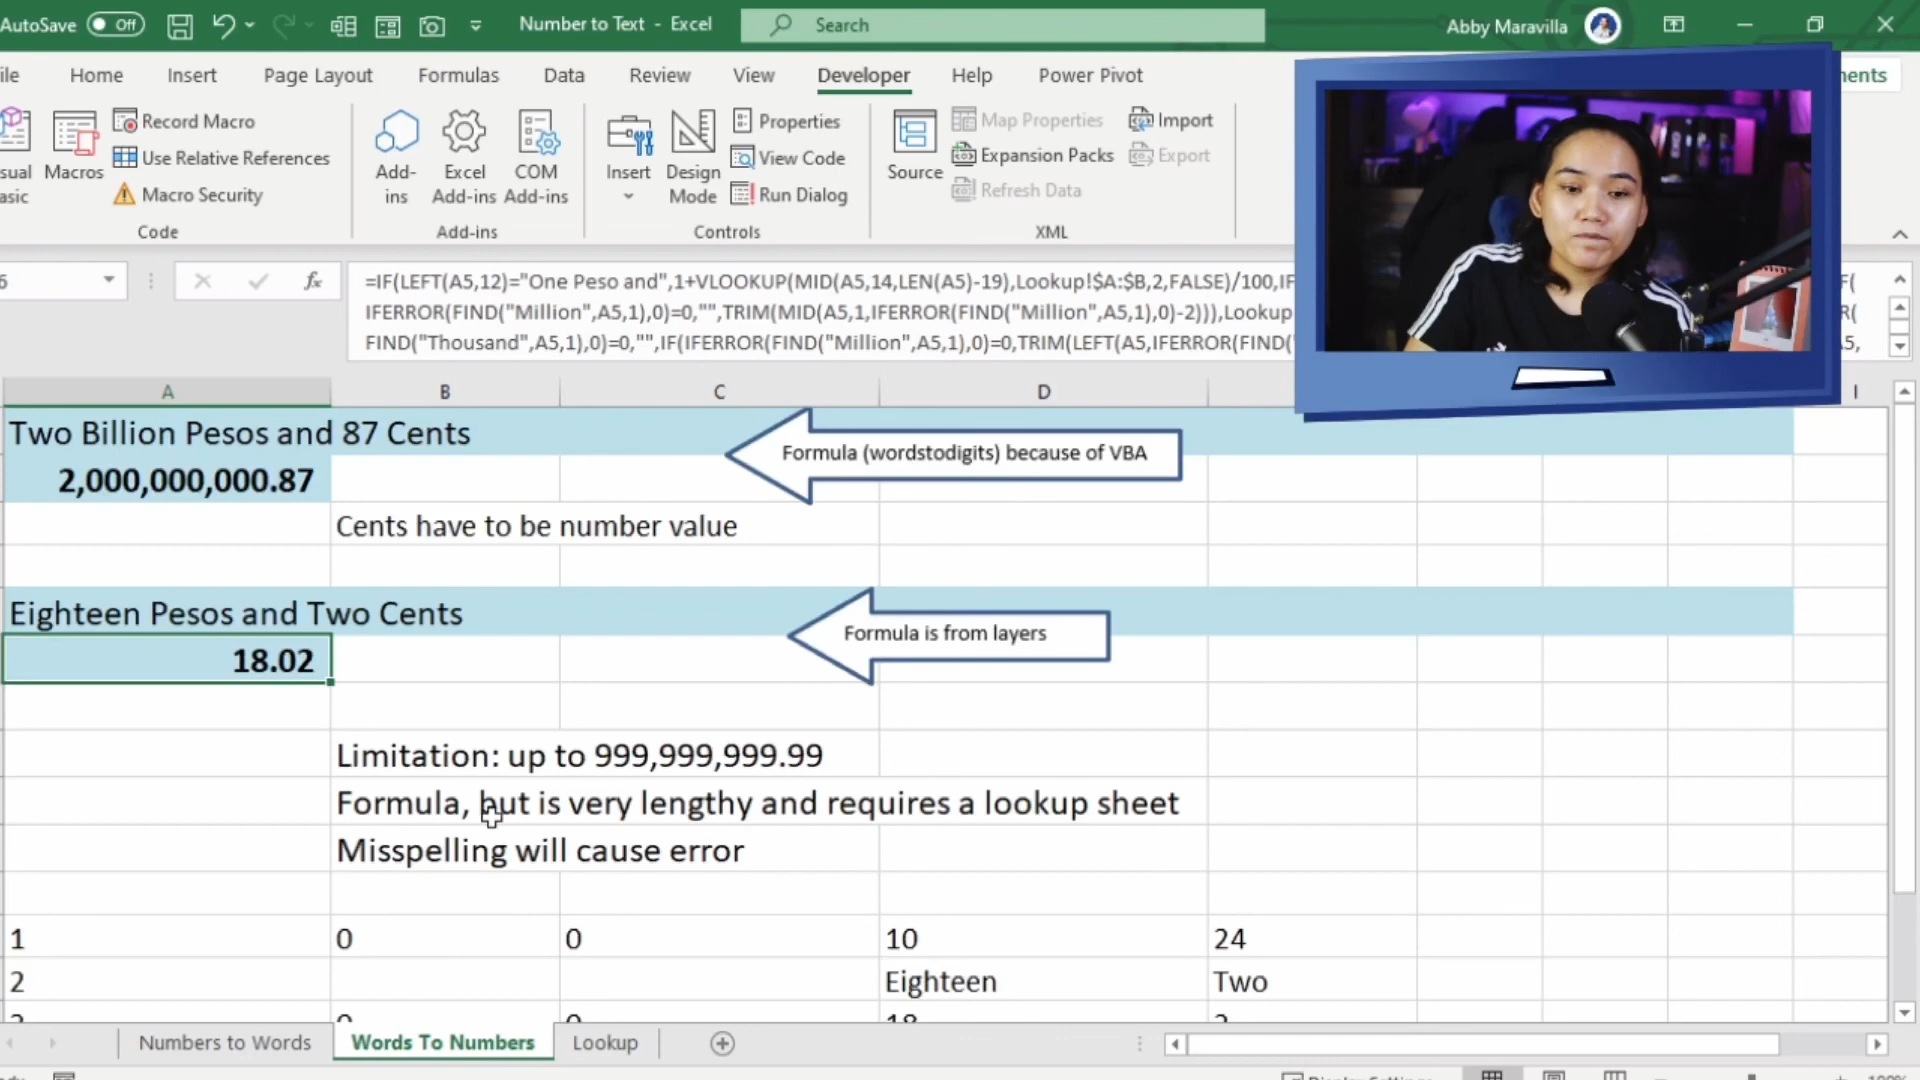 AutoSave Off Number to Text - Excel Search Abby Maravilla
ile Home Insert Page Layout Formulas Data Review View Developer Help Power Pivot nents
sual asic
Macros
Record Macro
Use Relative References
Macro Security
Code
Add-ins
Excel Add-ins
COM Add-ins
Add-ins
Insert
Design Mode
Properties
View Code
Run Dialog
Controls
Source
Map Properties
Expansion Packs
Refresh Data
Import
Export
XML
6 fx
=IF(LEFT(A5,12)="One Peso and",1+VLOOKUP(MID(A5,14,LEN(A5)-19),Lookup!$A:$B,2,FALSE)/100,IF F(
IFERROR(FIND("Million",A5,1),0)=0,"",TRIM(MID(A5,1,IFERROR(FIND("Million",A5,1),0)-2))),Lookup R(
FIND("Thousand",A5,1),0)=0,"",IF(IFERROR(FIND("Million",A5,1),0)=0,TRIM(LEFT(A5,IFERROR(FIND(" A5,
A B C D I
Two Billion Pesos and 87 Cents
Formula (wordstodigits) because of VBA
2,000,000,000.87
Cents have to be number value
Eighteen Pesos and Two Cents
Formula is from layers
18.02
Limitation: up to 999,999,999.99
Formula, but is very lengthy and requires a lookup sheet
Misspelling will cause error
1 0 0 10 24
2 Eighteen Two
Numbers to Words Words To Numbers Lookup